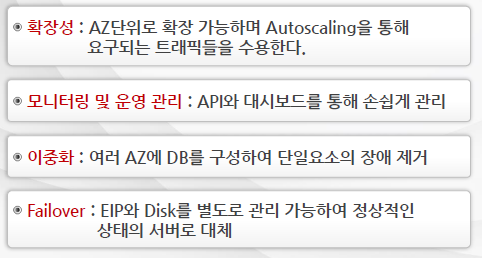 확장성 : AZ단위로 확장 가능하며 Autoscaling을 통해
요구되는 트래픽들을 수용한다.
모니터링 및 운영 관리 : API와 대시보드를 통해 손쉽게 관리
이중화 : 여러 AZ에 DB를 구성하여 단일요소의 장애 제거
Failover : EIP와 Disk를 별도로 관리 가능하여 정상적인
상태의 서버로 대체